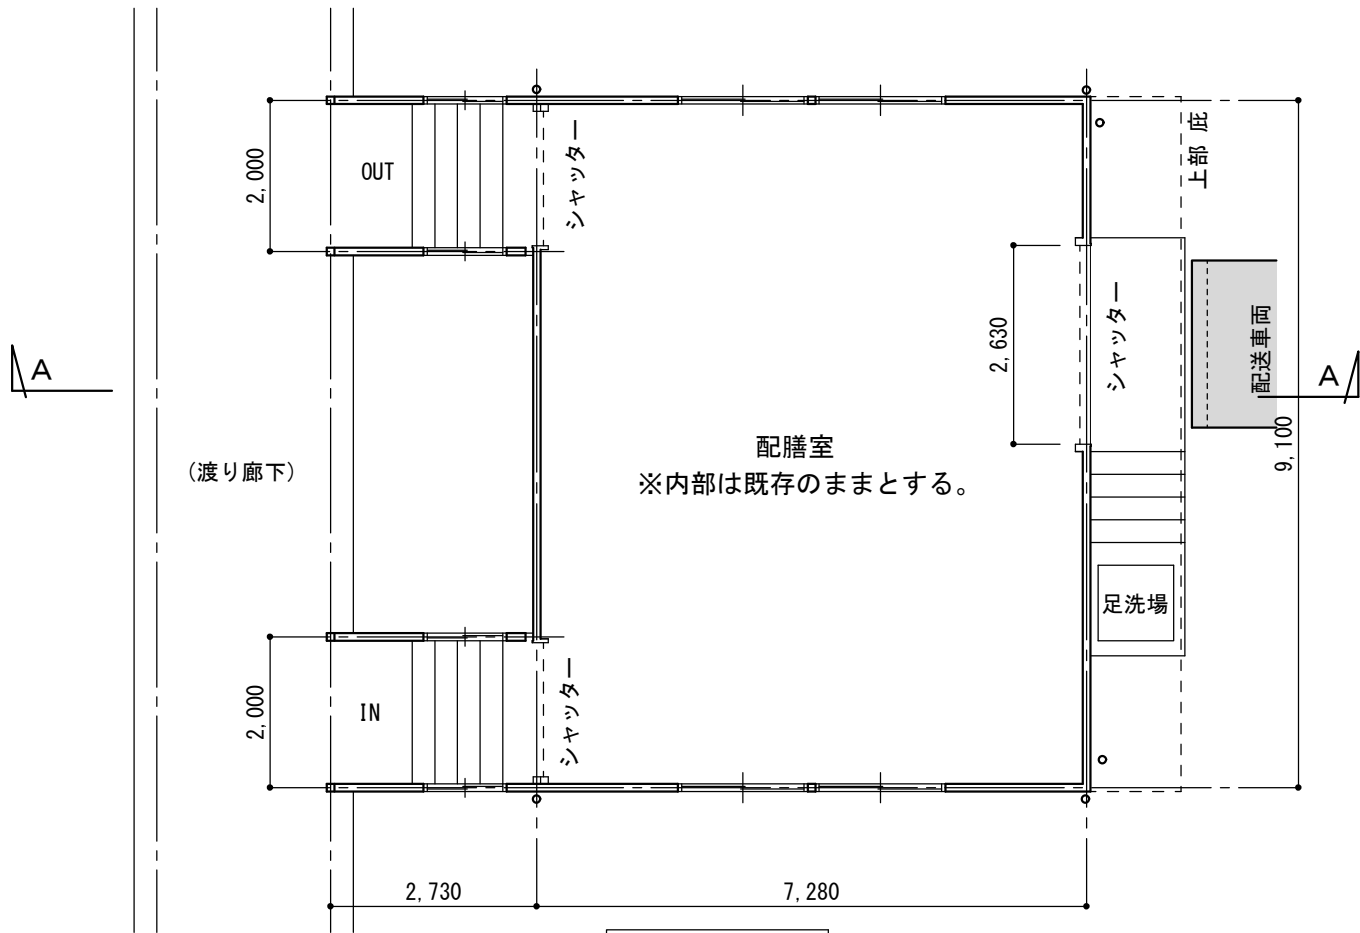 上部 庇
シャッター
2,000
OUT
シャッター
2,630
配送車両
A
A
9,100
配膳室
(渡り廊下)
※内部は既存のままとする。
足洗場
シャッター
2,000
IN
2,730
7,280